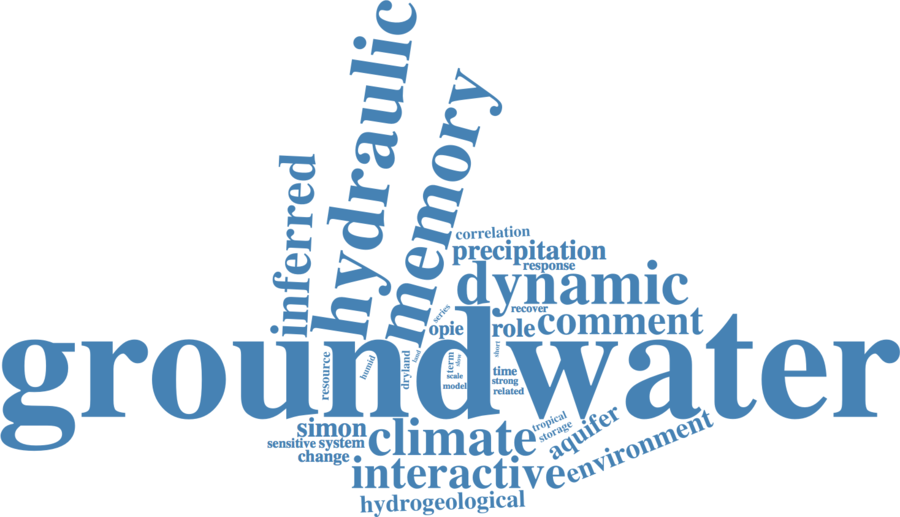 hydraulic
memory
inferred
correlation
precipitation
response
dynamic
recover
series
opie
role
comment
short
groundwater
resource
humid
dryland
term
scale
model
time
strong
related
simon
sensitive
system
change
climate
tropical
storage
aquifer
interactive
environment
hydrogeological